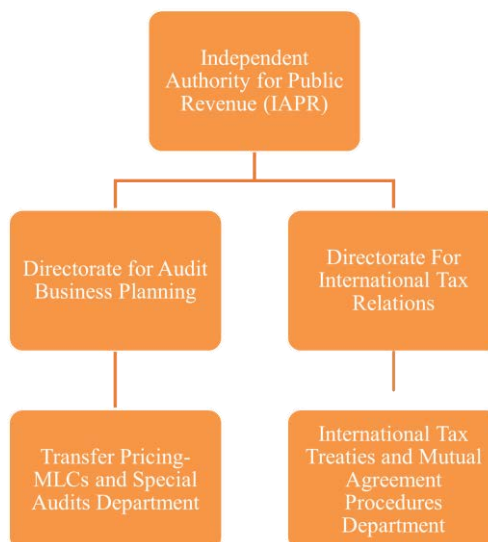 Independent
Authority for Public
Revenue (IAPR)
Directorate for Audit
Business Planning
Directorate For
International Tax
Relations
Transfer Pricing-
MLCs and Special
Audits Department
International Tax
Treaties and Mutual
Agreement
Procedures
Department